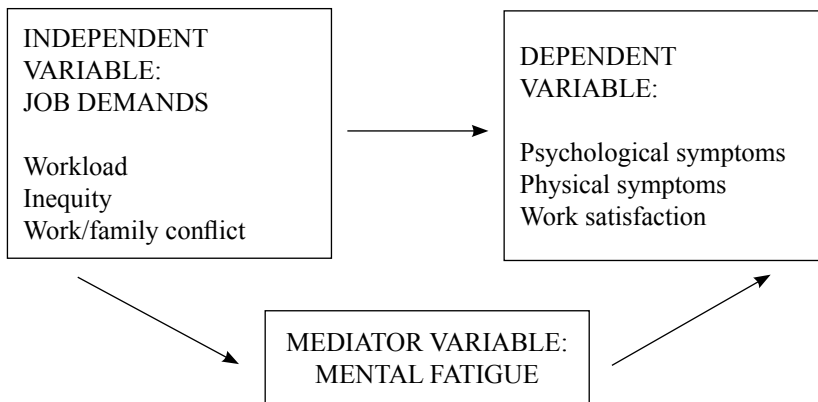 INDEPENDENT
VARIABLE:
JOB DEMANDS
Workload
Inequity
Work/family conflict
DEPENDENT
VARIABLE:
Psychological symptoms
Physical symptoms
Work satisfaction
MEDIATOR VARIABLE:
MENTAL FATIGUE